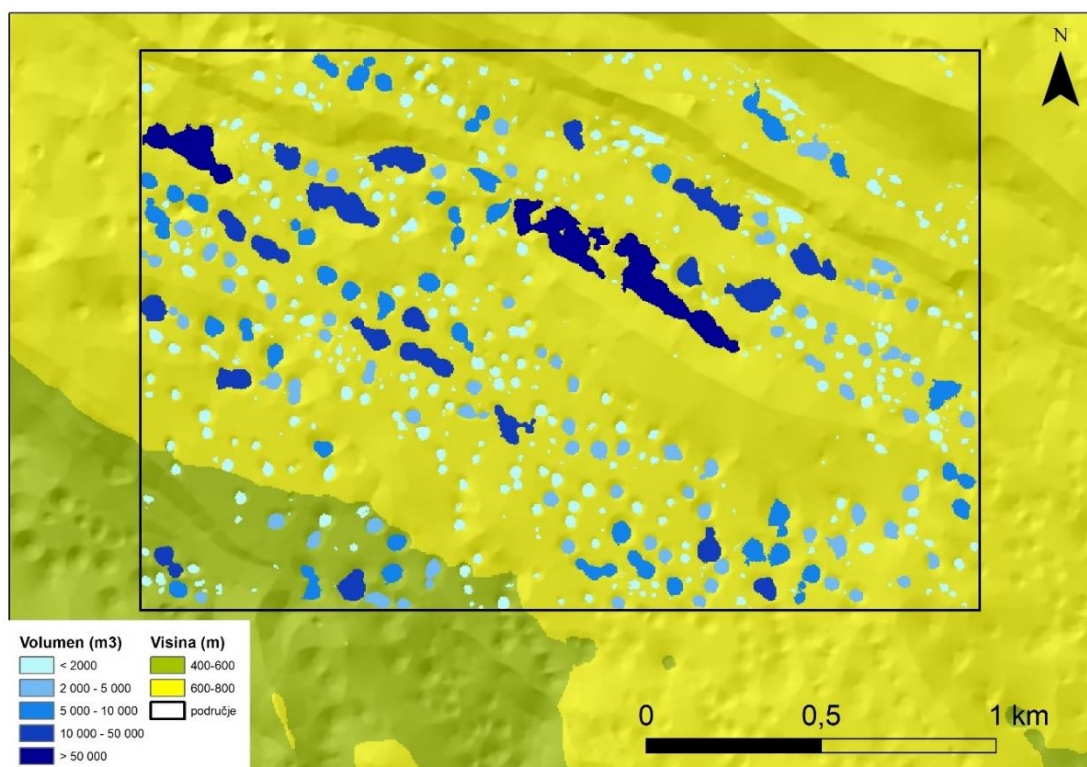 N
Volumen (m3)
< 2000
2 000 - 5 000
5 000 - 10 000
10 000 - 50 000
> 50 000
Visina (m)
400-600
600-800
područje
0 0,5 1 km